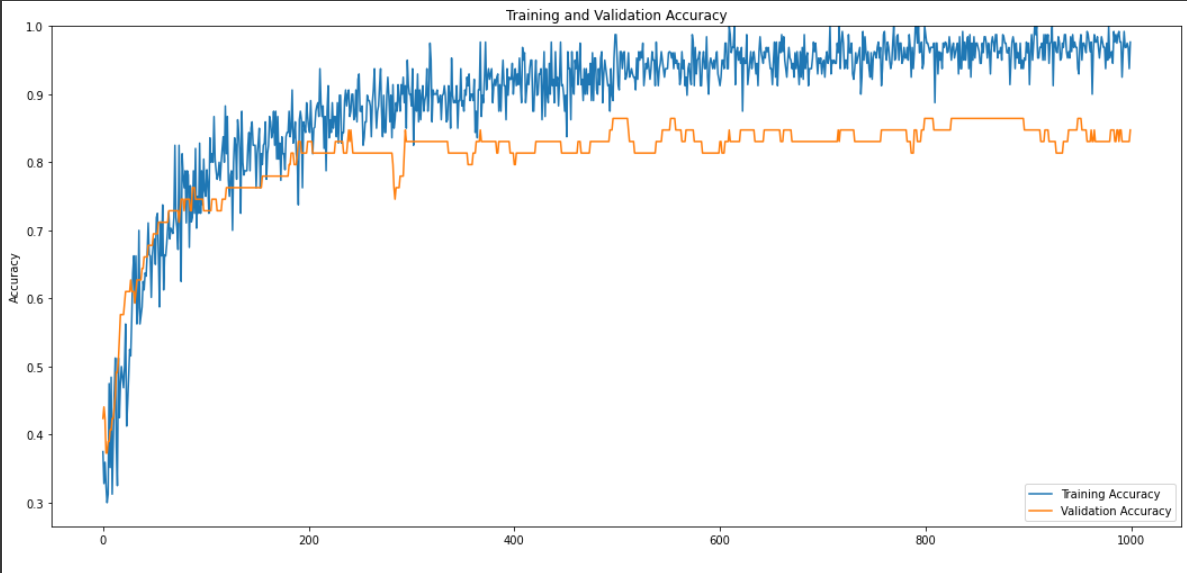 Training and Validation Accuracy
1.0
0.9
0.8
0.7
0.6
0.5
0.4
0.3
Accuracy
0 200 400 600 800 1000
Training Accuracy
Validation Accuracy